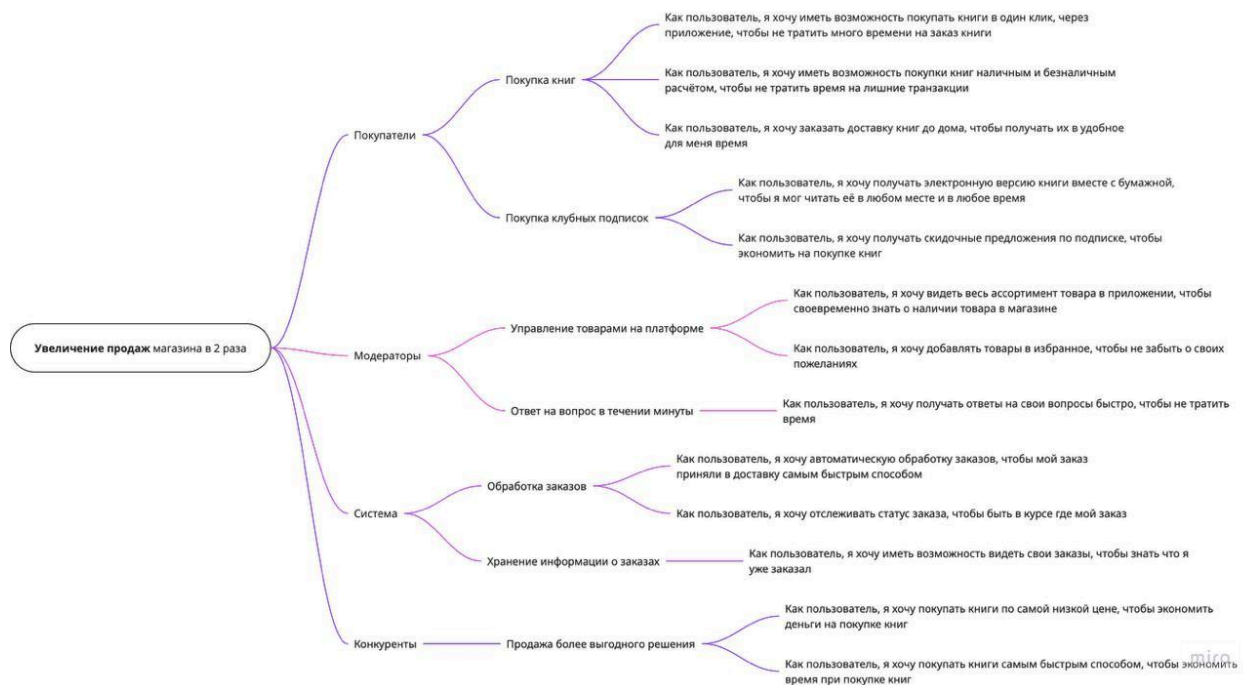 Увеличение продаж магазина в 2 раза
Покупатели
Покупка книг
Как пользователь, я хочу иметь возможность покупать книги в один клик, через
приложение, чтобы не тратить много времени на заказ книги
Как пользователь, я хочу иметь возможность покупки книг наличным и безналичным
расчётом, чтобы не тратить время на лишние транзакции
Как пользователь, я хочу заказать доставку книг до дома, чтобы получать их в удобное
для меня время
Покупка клубных подписок
Как пользователь, я хочу получать электронную версию книги вместе с бумажной,
чтобы я мог читать её в любом месте и в любое время
Как пользователь, я хочу получать скидочные предложения по подписке, чтобы
экономить на покупке книг
Модераторы
Управление товарами на платформе
Как пользователь, я хочу видеть весь ассортимент товара в приложении, чтобы
своевременно знать о наличии товара в магазине
Как пользователь, я хочу добавлять товары в избранное, чтобы не забыть о своих
пожеланиях
Ответ на вопрос в течении минуты
Как пользователь, я хочу получать ответы на свои вопросы быстро, чтобы не тратить
время
Система
Обработка заказов
Как пользователь, я хочу автоматическую обработку заказов, чтобы мой заказ
приняли в доставку самым быстрым способом
Как пользователь, я хочу отслеживать статус заказа, чтобы быть в курсе где мой заказ
Хранение информации о заказах
Как пользователь, я хочу иметь возможность видеть свои заказы, чтобы знать что я
уже заказал
Конкуренты
Продажа более выгодного решения
Как пользователь, я хочу покупать книги по самой низкой цене, чтобы экономить
деньги на покупке книг
Как пользователь, я хочу покупать книги самым быстрым способом, чтобы экономить
время при покупке книг
miro